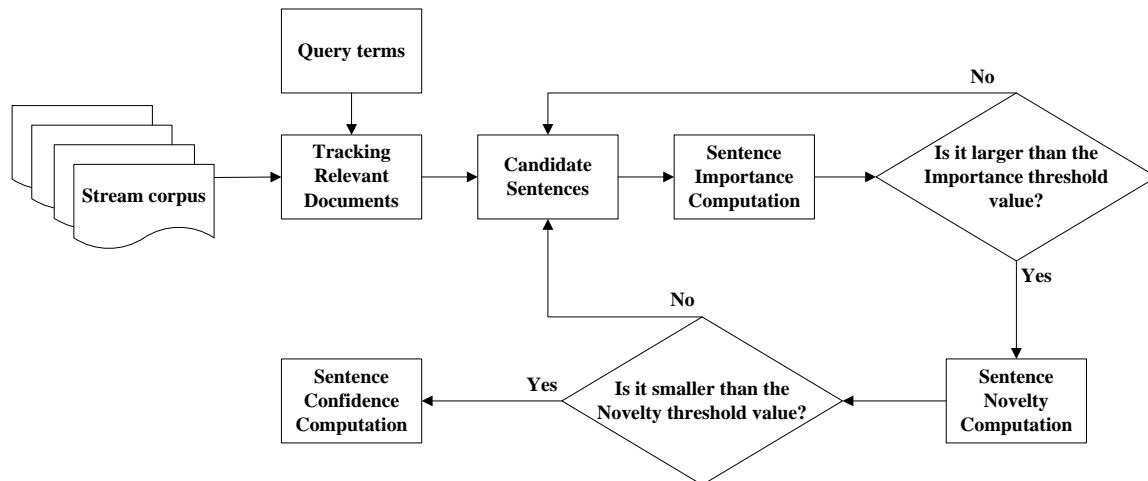 Query terms
Stream corpus
Tracking
Relevant
Documents
Candidate
Sentences
Sentence
Importance
Computation
No
Is it larger than the
Importance threshold
value?
Yes
Sentence
Novelty
Computation
No
Is it smaller than the
Novelty threshold value?
Yes
Sentence
Confidence
Computation